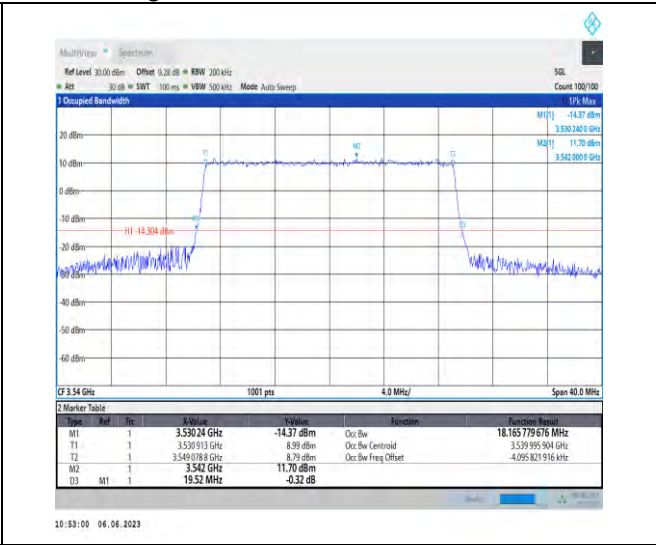 MultiView Spectrum
Ref Level 30.00 dBm Offset 9.28 dB RBW 200 kHz SGL
Att 30 dB SWT 100 ms VBW 500 kHz Mode Auto Sweep Count 100/100
1 Occupied Bandwidth 1Pk Max
M1[1] -14.37 dBm
3.530 2400 GHz
20 dBm M2[1] 11.70 dBm
3.542 0000 GHz
T1 M2 T2
10 dBm
0 dBm
-10 dBm
H1 -14.304 dBm
-20 dBm
-30 dBm
-40 dBm
-50 dBm
-60 dBm
CF 3.54 GHz 1001 pts 4.0 MHz/ Span 40.0 MHz
2 Marker Table
Type Ref Trc X-Value Y-Value Function Function Result
M1 1 3.53024 GHz -14.37 dBm Occ Bw 18.165 779 676 MHz
T1 1 3.530 913 GHz 8.99 dBm Occ Bw Centroid 3.539 995 904 GHz
T2 1 3.549 078 8 GHz 8.79 dBm Occ Bw Freq Offset -4.095 821 916 kHz
M2 1 3.542 GHz 11.70 dBm
D3 M1 1 19.52 MHz -0.32 dB
10:53:00 06.06.2023